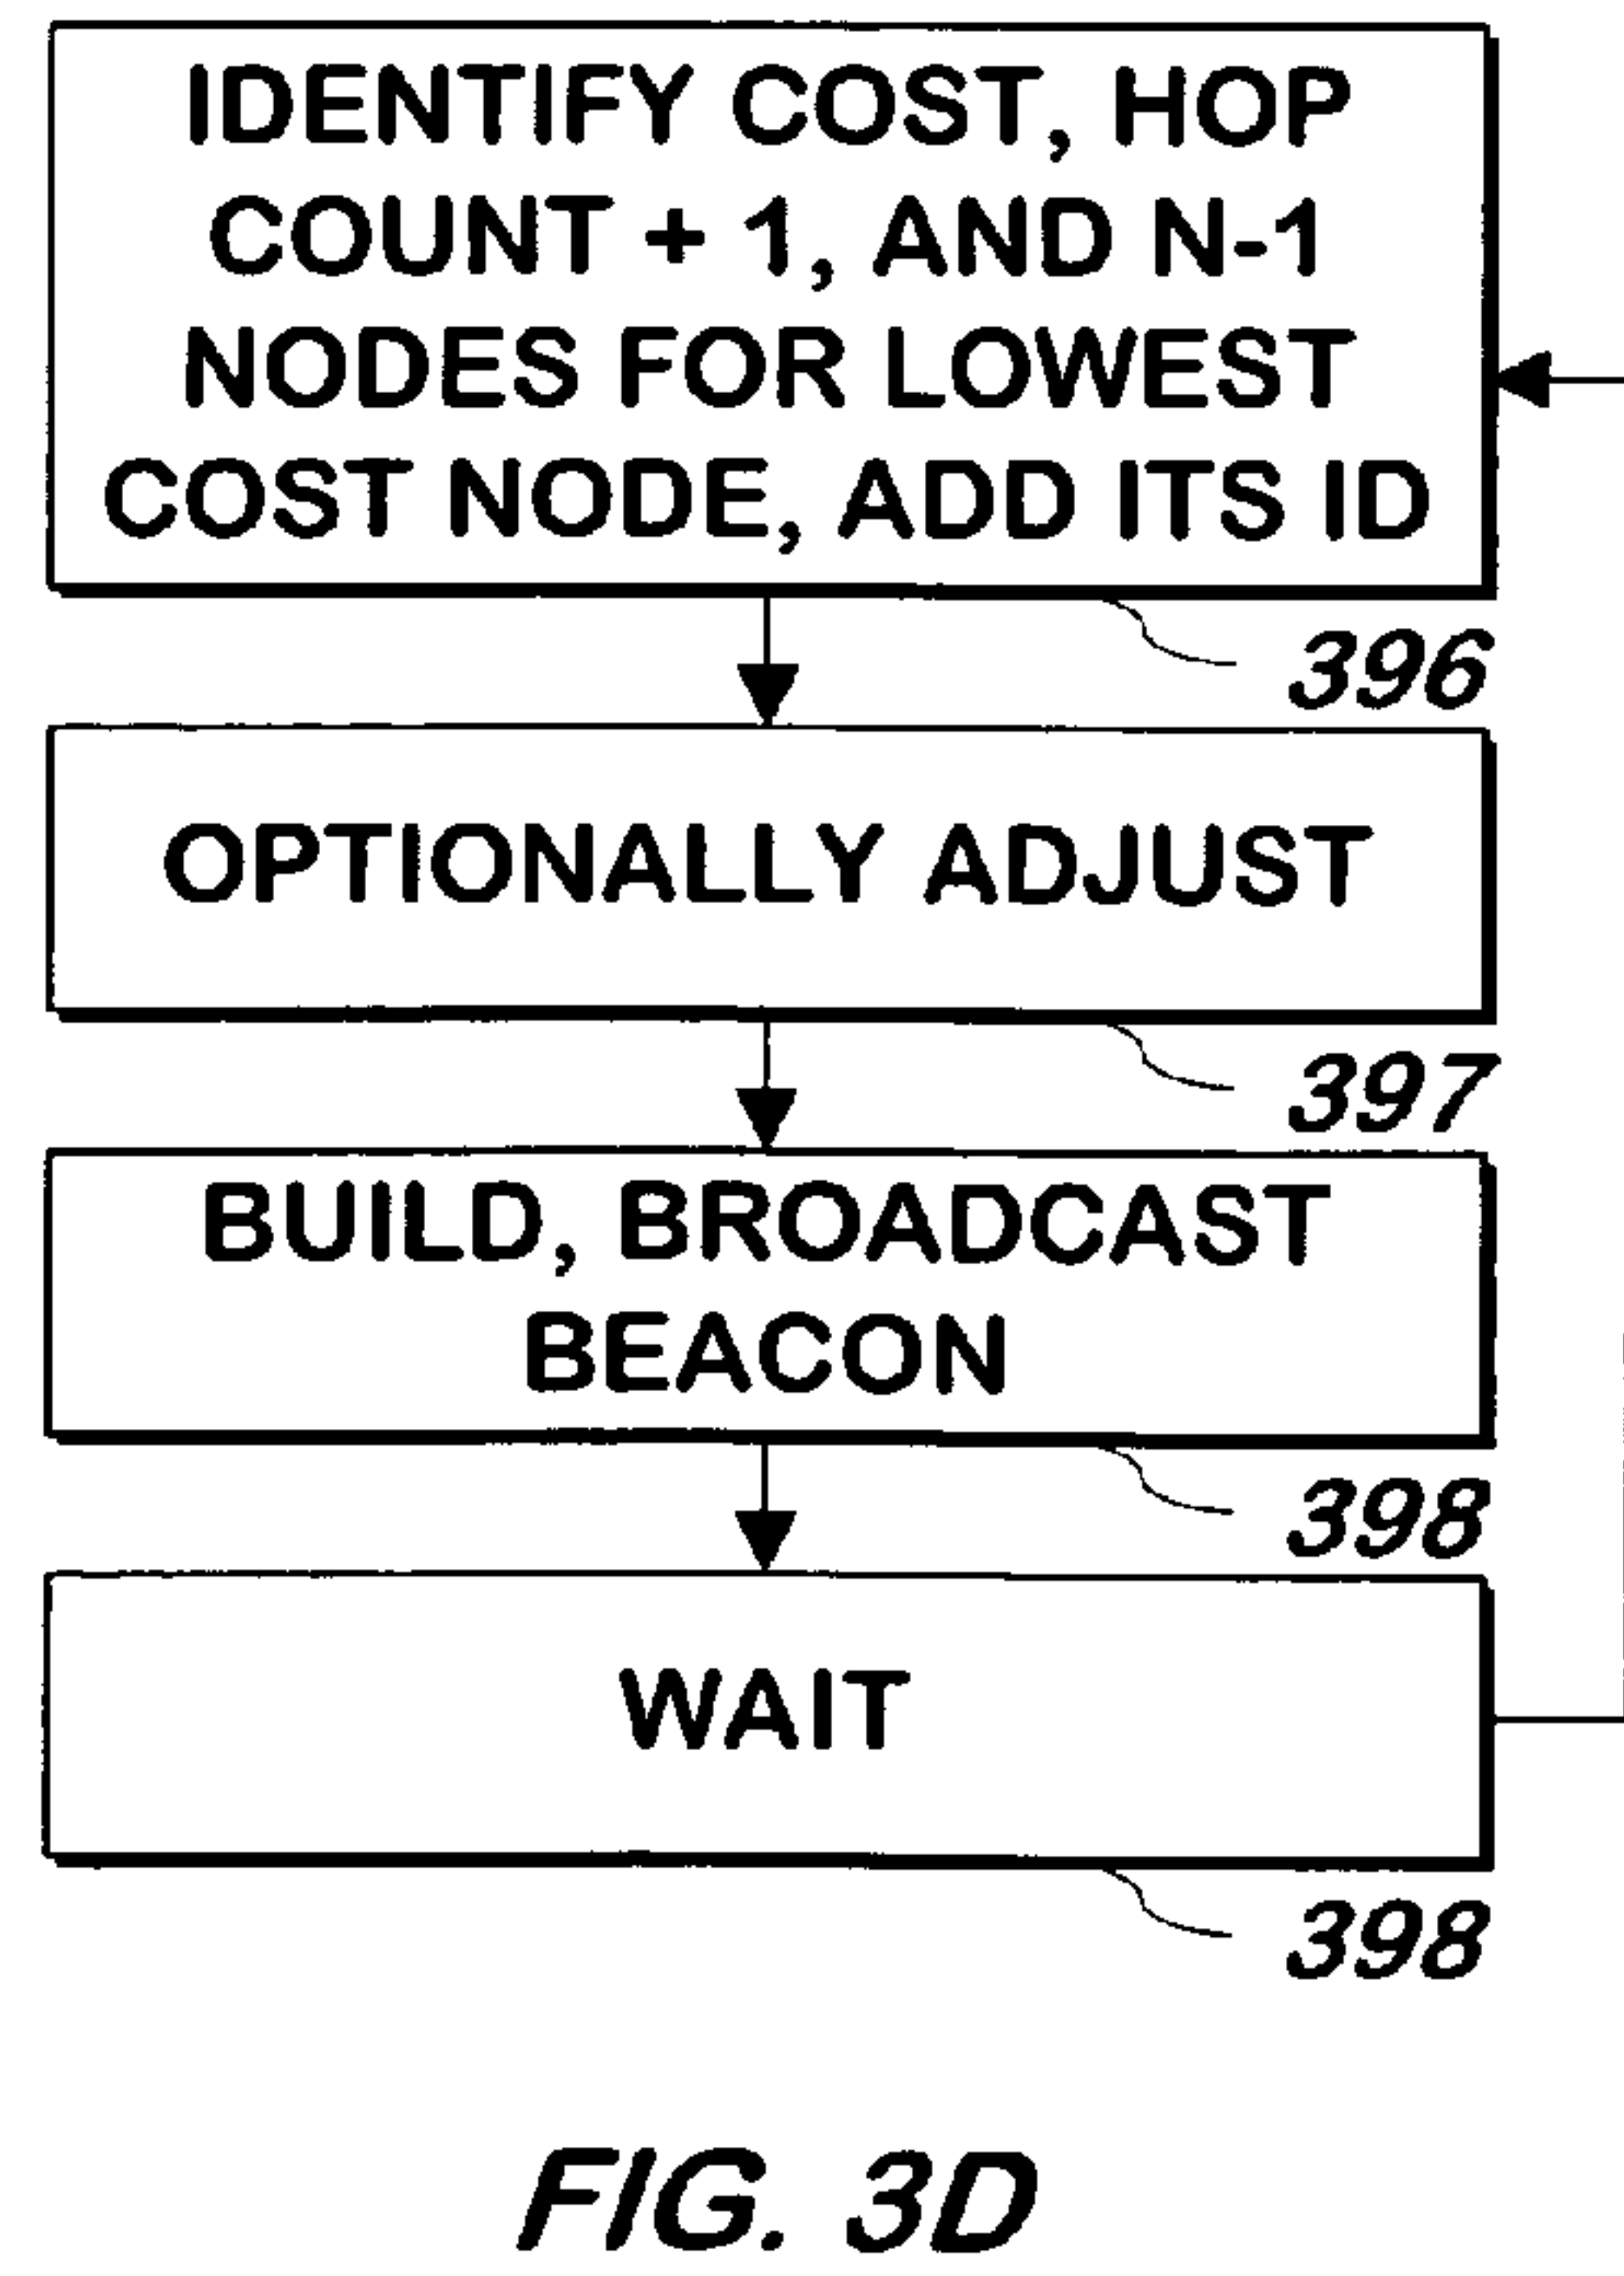 IDENTIFY COST, HOP
COUNT + 1, AND N-1
NODES FOR LOWEST
COST NODE, ADD ITS ID
396
OPTIONALLY ADJUST
397
BUILD, BROADCAST
BEACON
398
WAIT
398
FIG. 3D